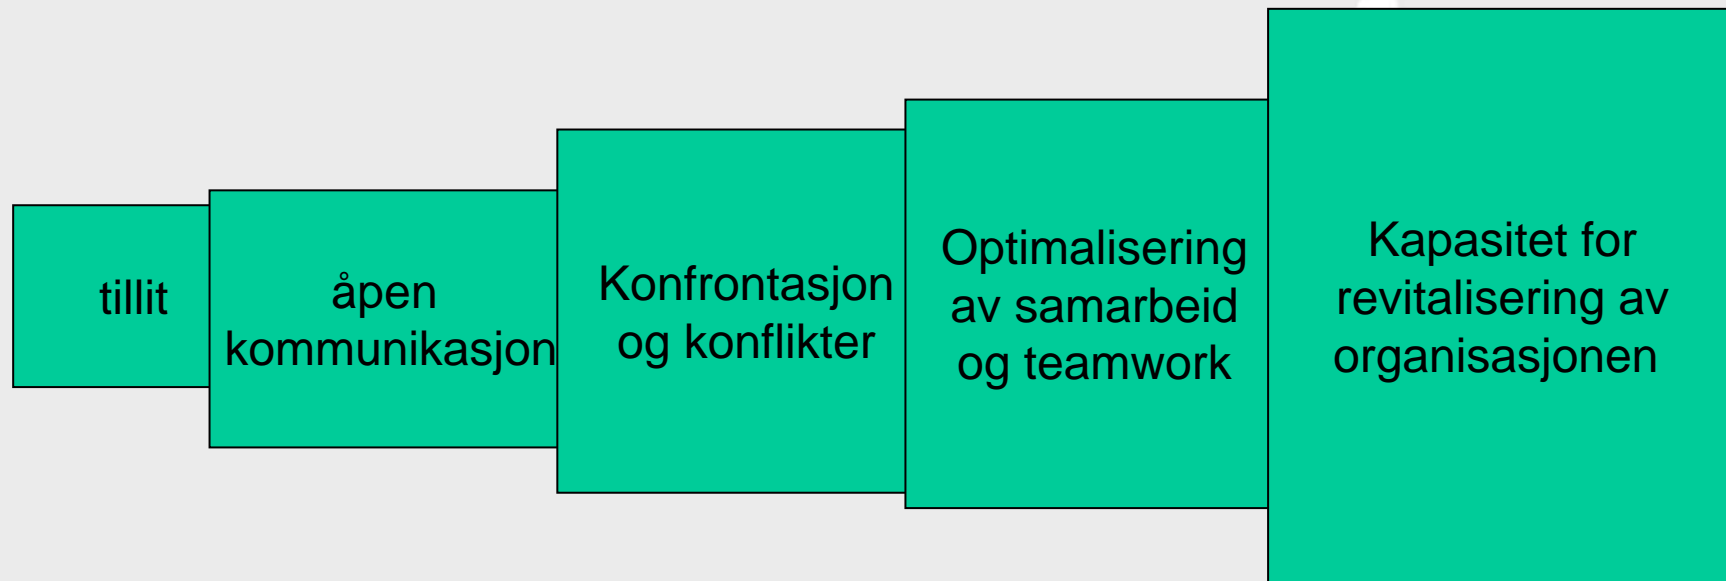 tillit
åpen
kommunikasjon
Konfrontasjon
og konflikter
Optimalisering
av samarbeid
og teamwork
Kapasitet for
revitalisering av
organisasjonen